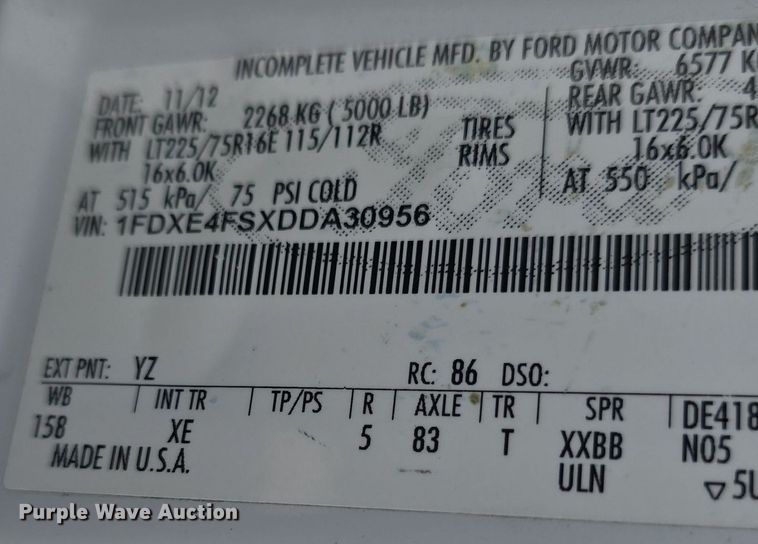 INCOMPLETE VEHICLE MFD. BY FORD MOTOR
DATE: 11/12 GVWR: 6577
FRONT GAWR: 2268 KG ( 5000 LB) REAR GAWR:
WITH LT225/75R16E 115/112R TIRES WITH LT225/75R
16x6.0K RIMS 16x6.0K
AT 515 kPa/ 75 PSI COLD AT 550 kPa/
VIN: 1FDXE4FSXDDA30956
EXT PNT: YZ RC: 86 DSO:
WB INT TR TP/PS R AXLE TR SPR DE418
158 XE 5 83 T XXBB N05
MADE IN U.S.A. ULN
Purple Wave Auction